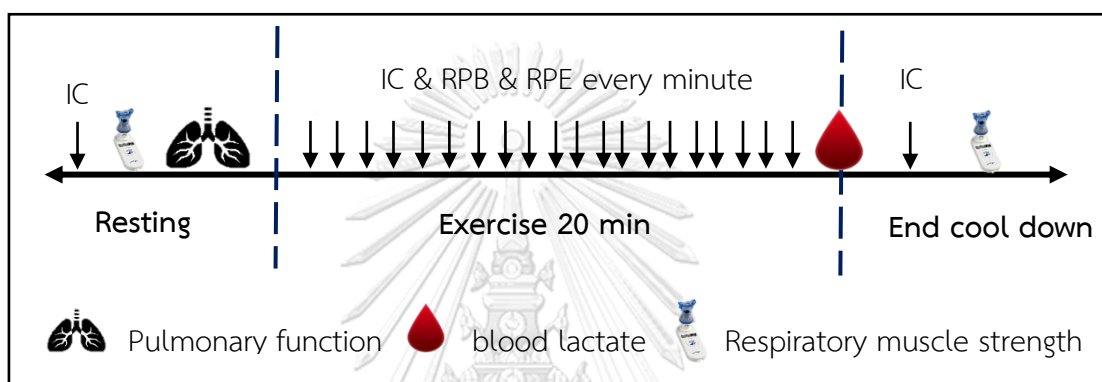 IC
IC & RPB & RPE every minute
IC
Resting
Exercise 20 min
End cool down
Pulmonary function
blood lactate
Respiratory muscle strength